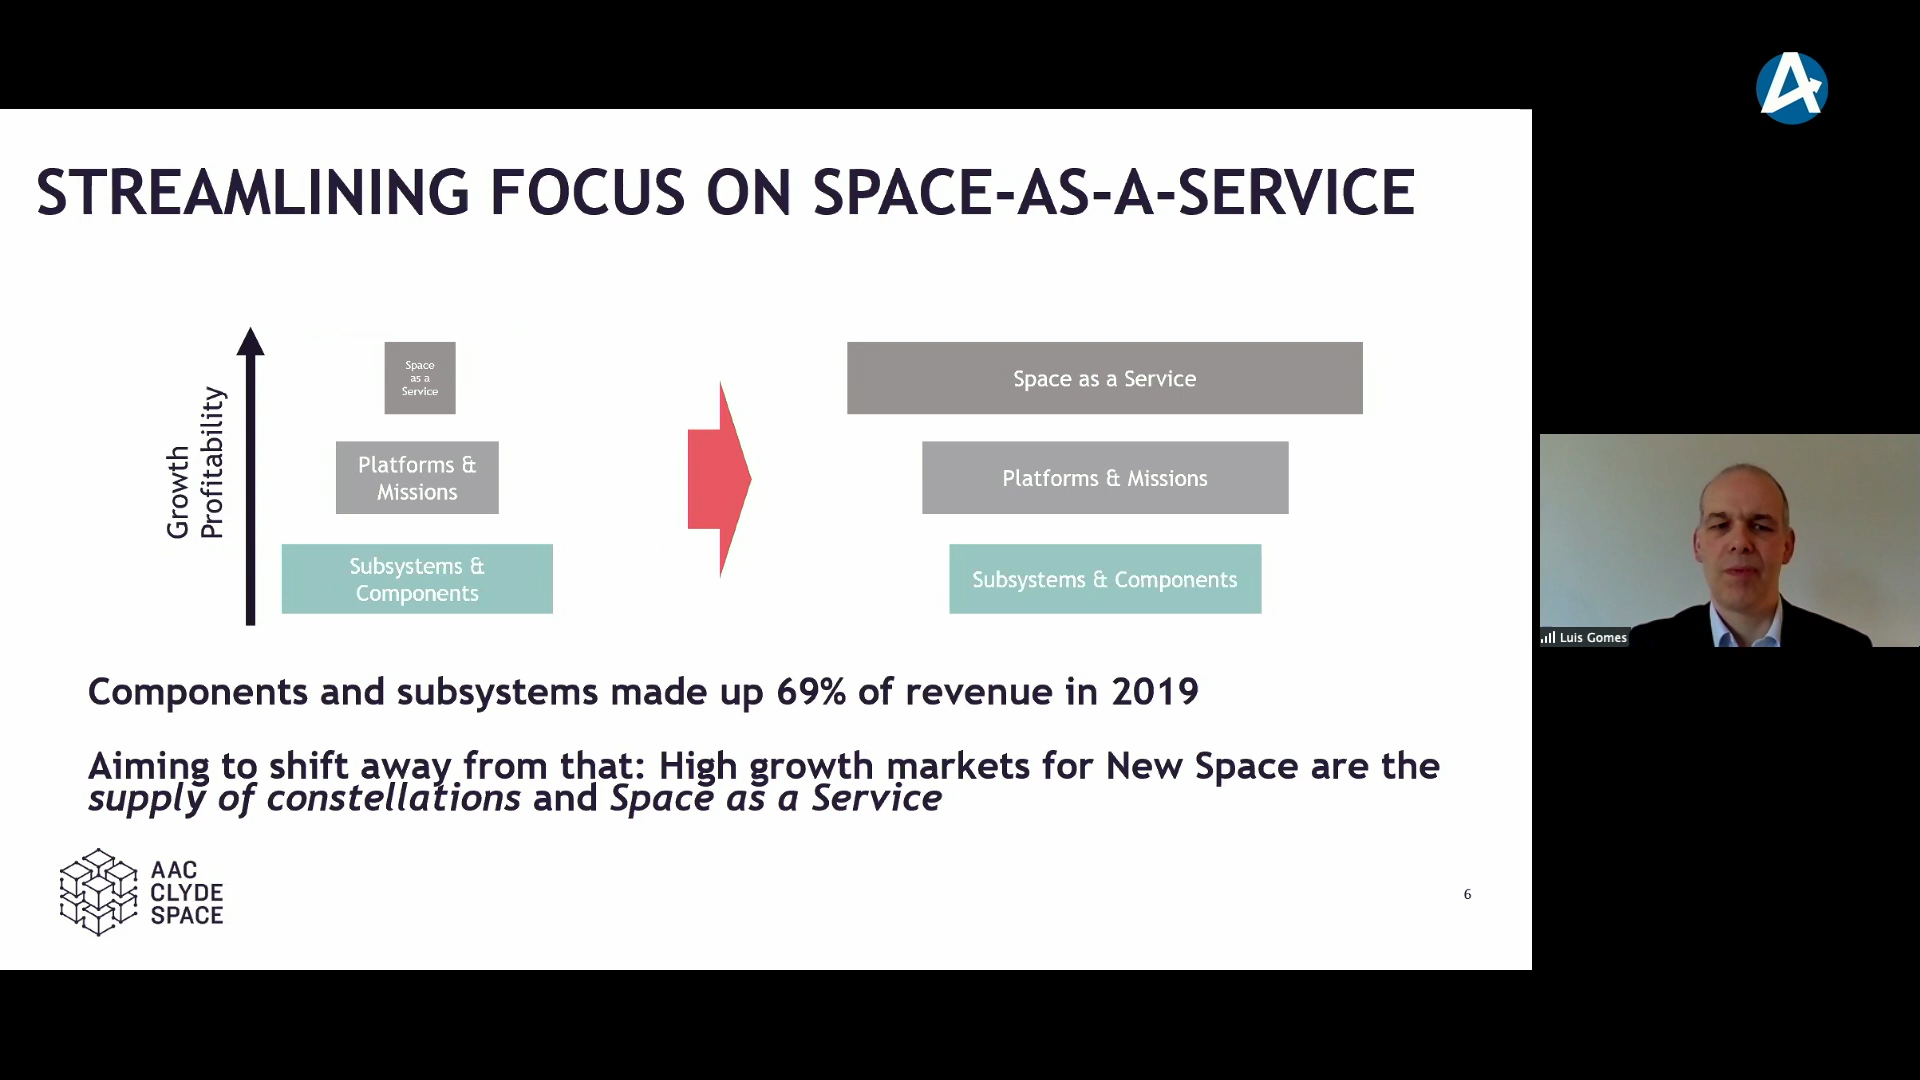 STREAMLINING FOCUS ON SPACE-AS-A-SERVICE
Growth
Profitability
Space
as a
Service
Platforms &
Missions
Subsystems &
Components
Space as a Service
Platforms & Missions
Subsystems & Components
Components and subsystems made up 69% of revenue in 2019
Aiming to shift away from that: High growth markets for New Space are the
supply of constellations and Space as a Service
AAC
CLYDE
SPACE
6
Luis Gomes